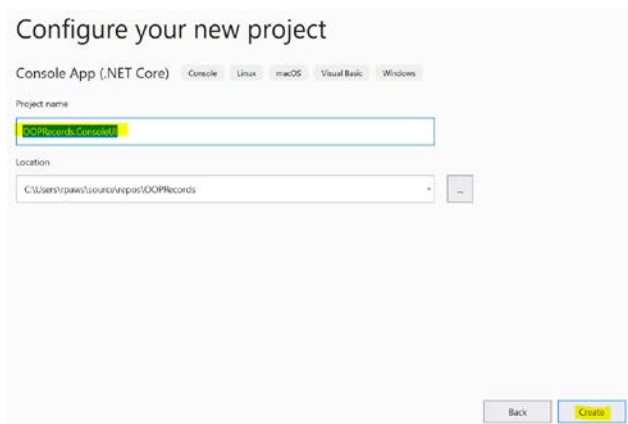 Configure your new project
Console App (.NET Core) Console Linux macOS Visual Basic Windows
Project name
OOPRecords.ConsoleUI
Location
C:\Users\rpaws\source\repos\OOPRecords
...
Back Create